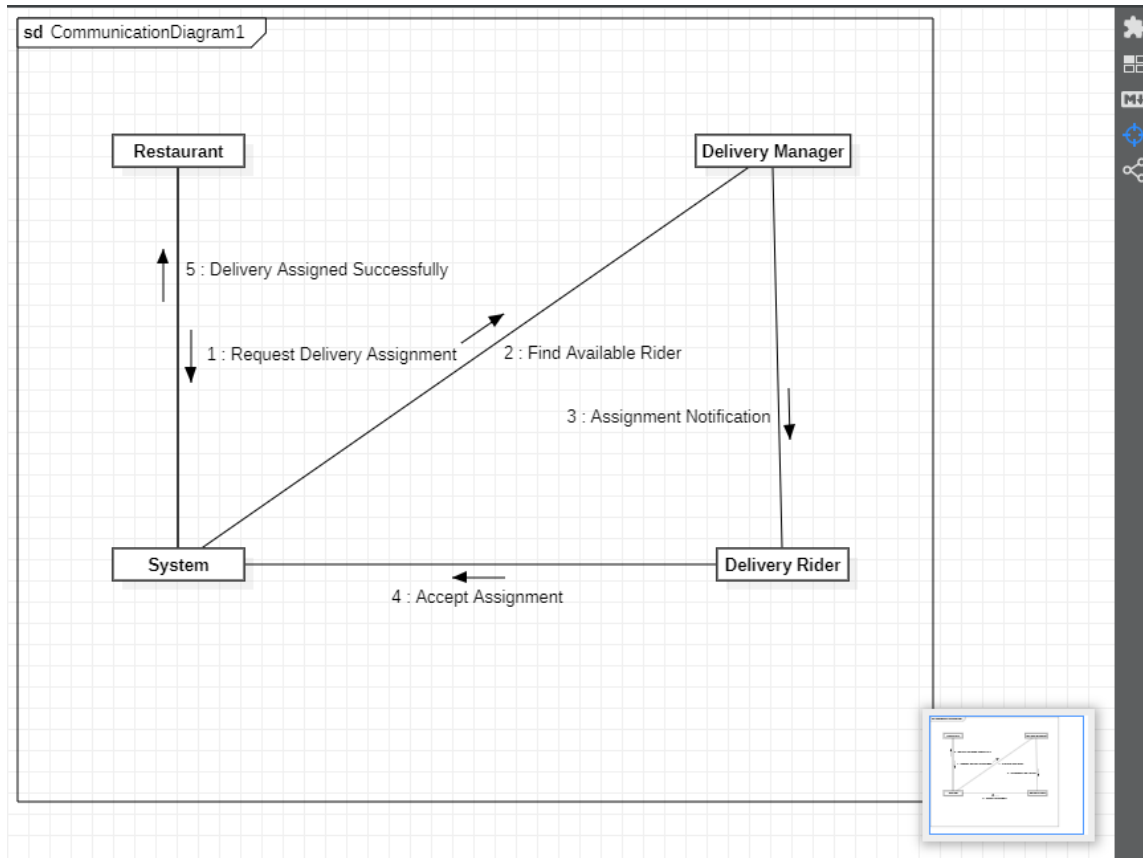 sd CommunicationDiagram1
Restaurant
Delivery Manager
5 : Delivery Assigned Successfully
1 : Request Delivery Assignment
2 : Find Available Rider
3 : Assignment Notification
System
Delivery Rider
4 : Accept Assignment